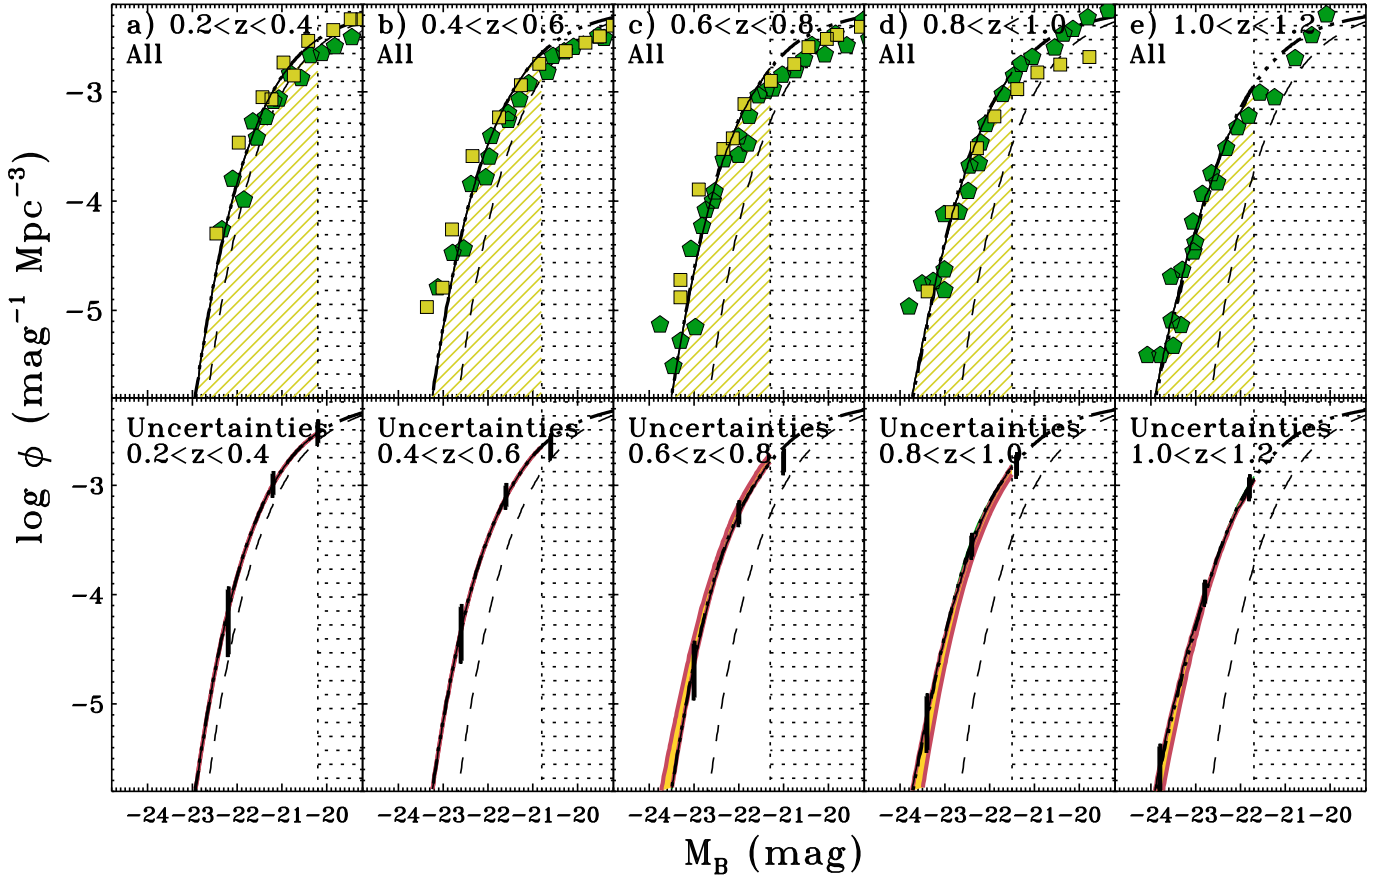 a) 0.2<z<0.4
All
b) 0.4<z<0.6
All
c) 0.6<z<0.8
All
d) 0.8<z<1.0
All
e) 1.0<z<1.2
All
-3
-4
-5
Uncertainties
0.2<z<0.4
Uncertainties
0.4<z<0.6
Uncertainties
0.6<z<0.8
Uncertainties
0.8<z<1.0
Uncertainties
1.0<z<1.2
-3
-4
-5
log ϕ (mag⁻¹ Mpc⁻³)
-24-23-22-21-20
-24-23-22-21-20
-24-23-22-21-20
-24-23-22-21-20
-24-23-22-21-20
M_B (mag)